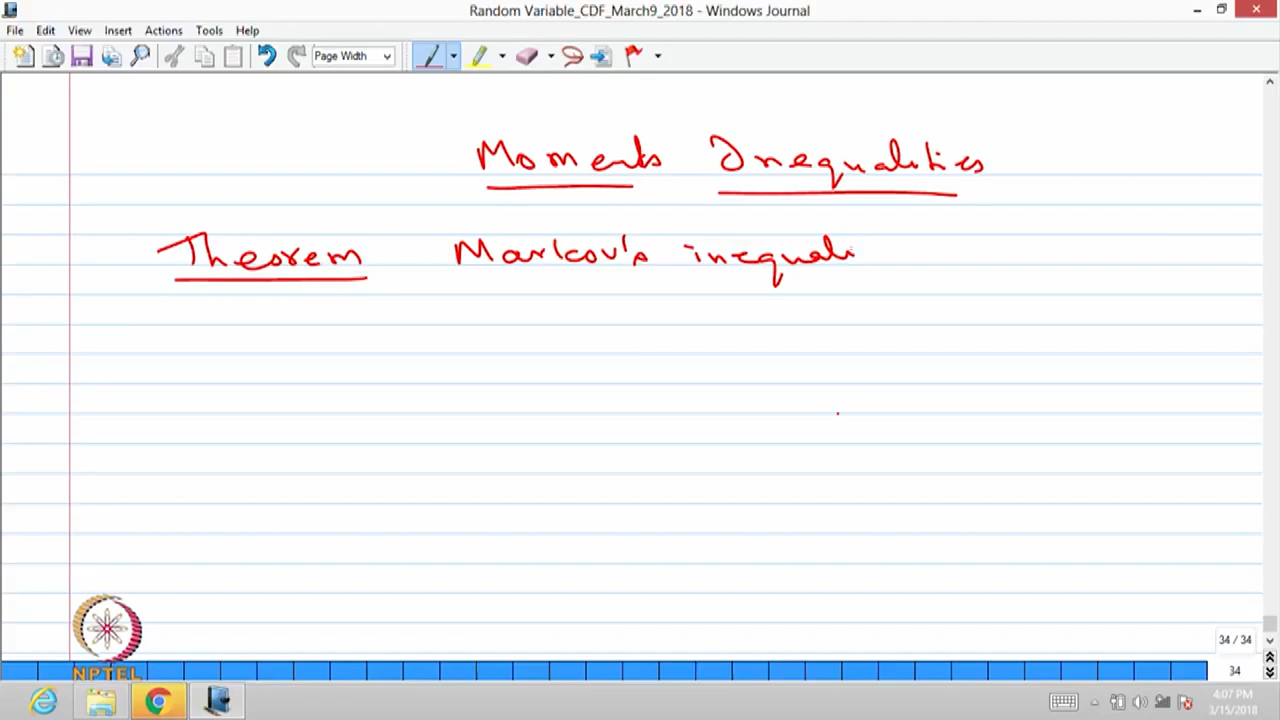 Random Variable_CDF_March9_2018 - Windows Journal
File Edit View Insert Actions Tools Help
Page Width
Moments Inequalities
Theorem Markov's inequali
34 / 34
34
NPTEL
4:07 PM
3/15/2018